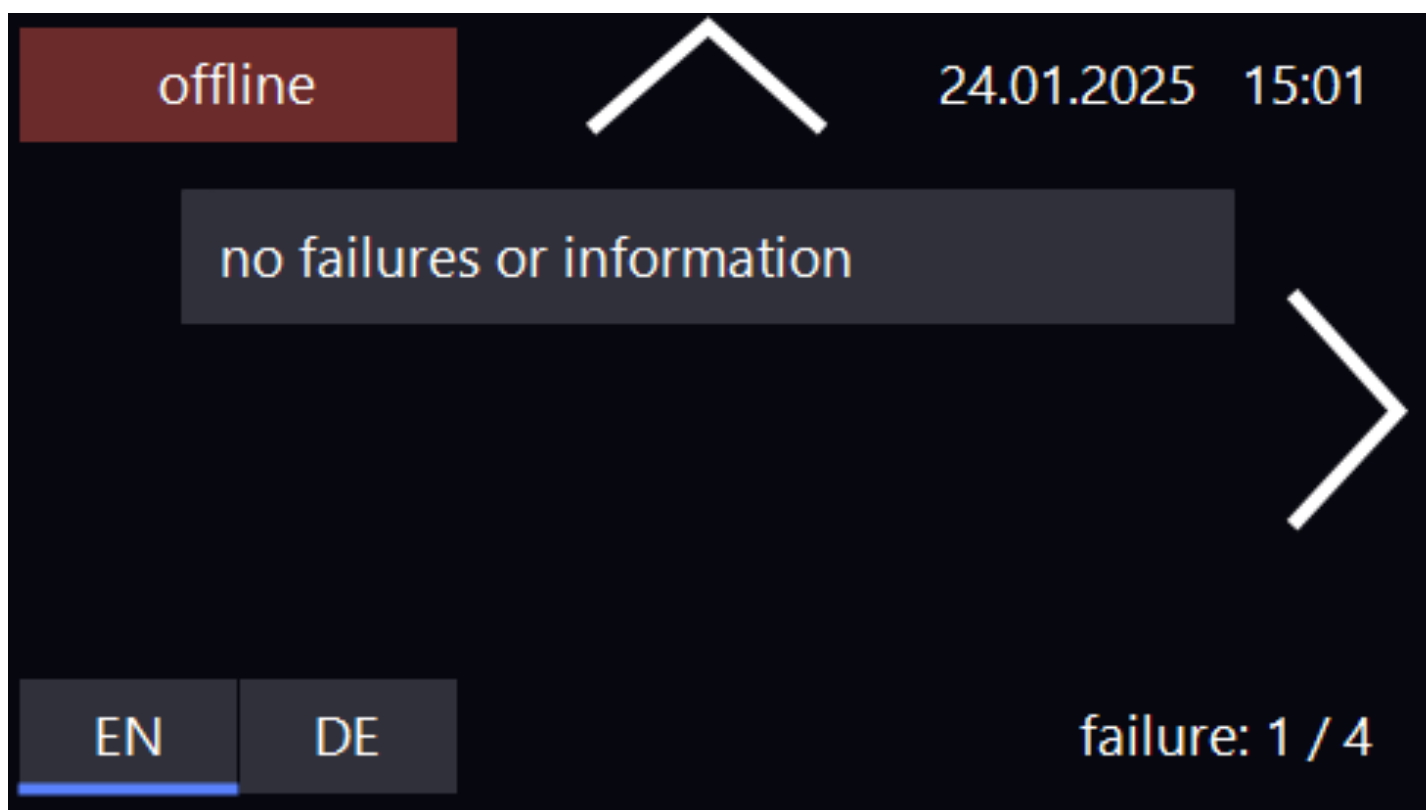 offline
24.01.2025 15:01
no failures or information
EN DE
failure: 1 / 4